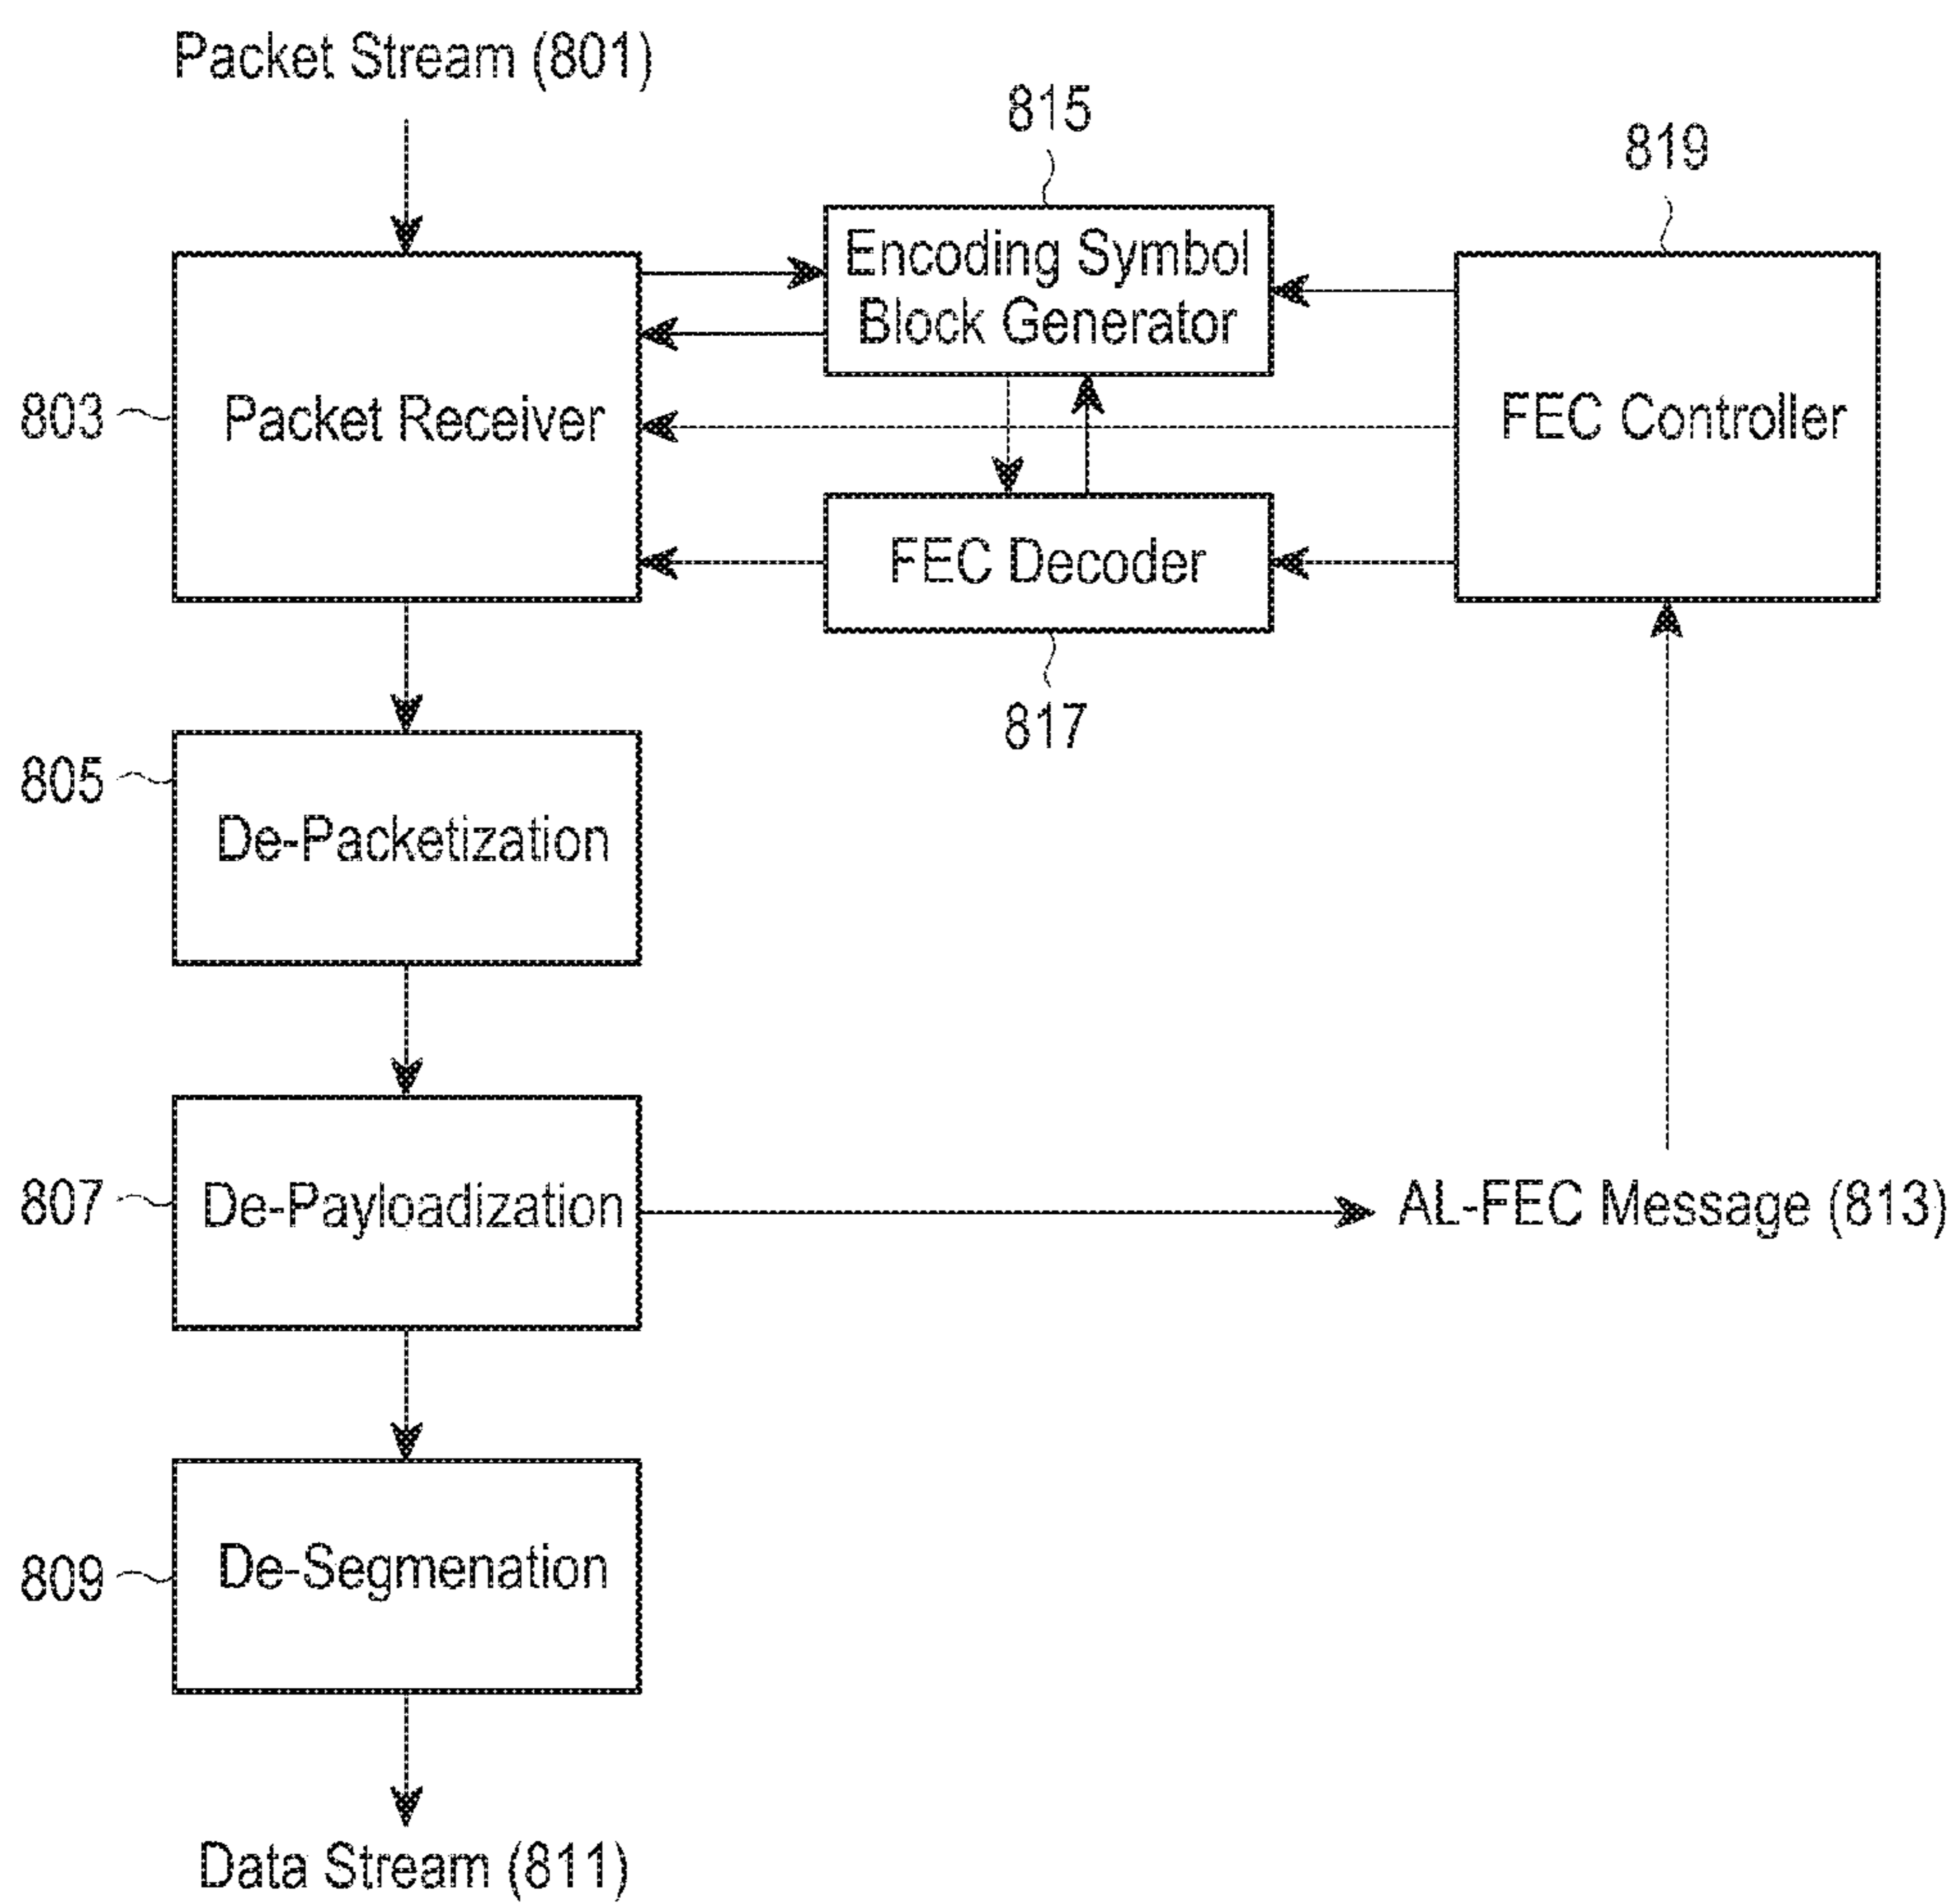 Packet Stream (801)
815
819
Encoding Symbol
Block Generator
803
Packet Receiver
FEC Controller
FEC Decoder
817
805
De-Packetization
807
De-Payloadization
AL-FEC Message (813)
809
De-Segmenation
Data Stream (811)